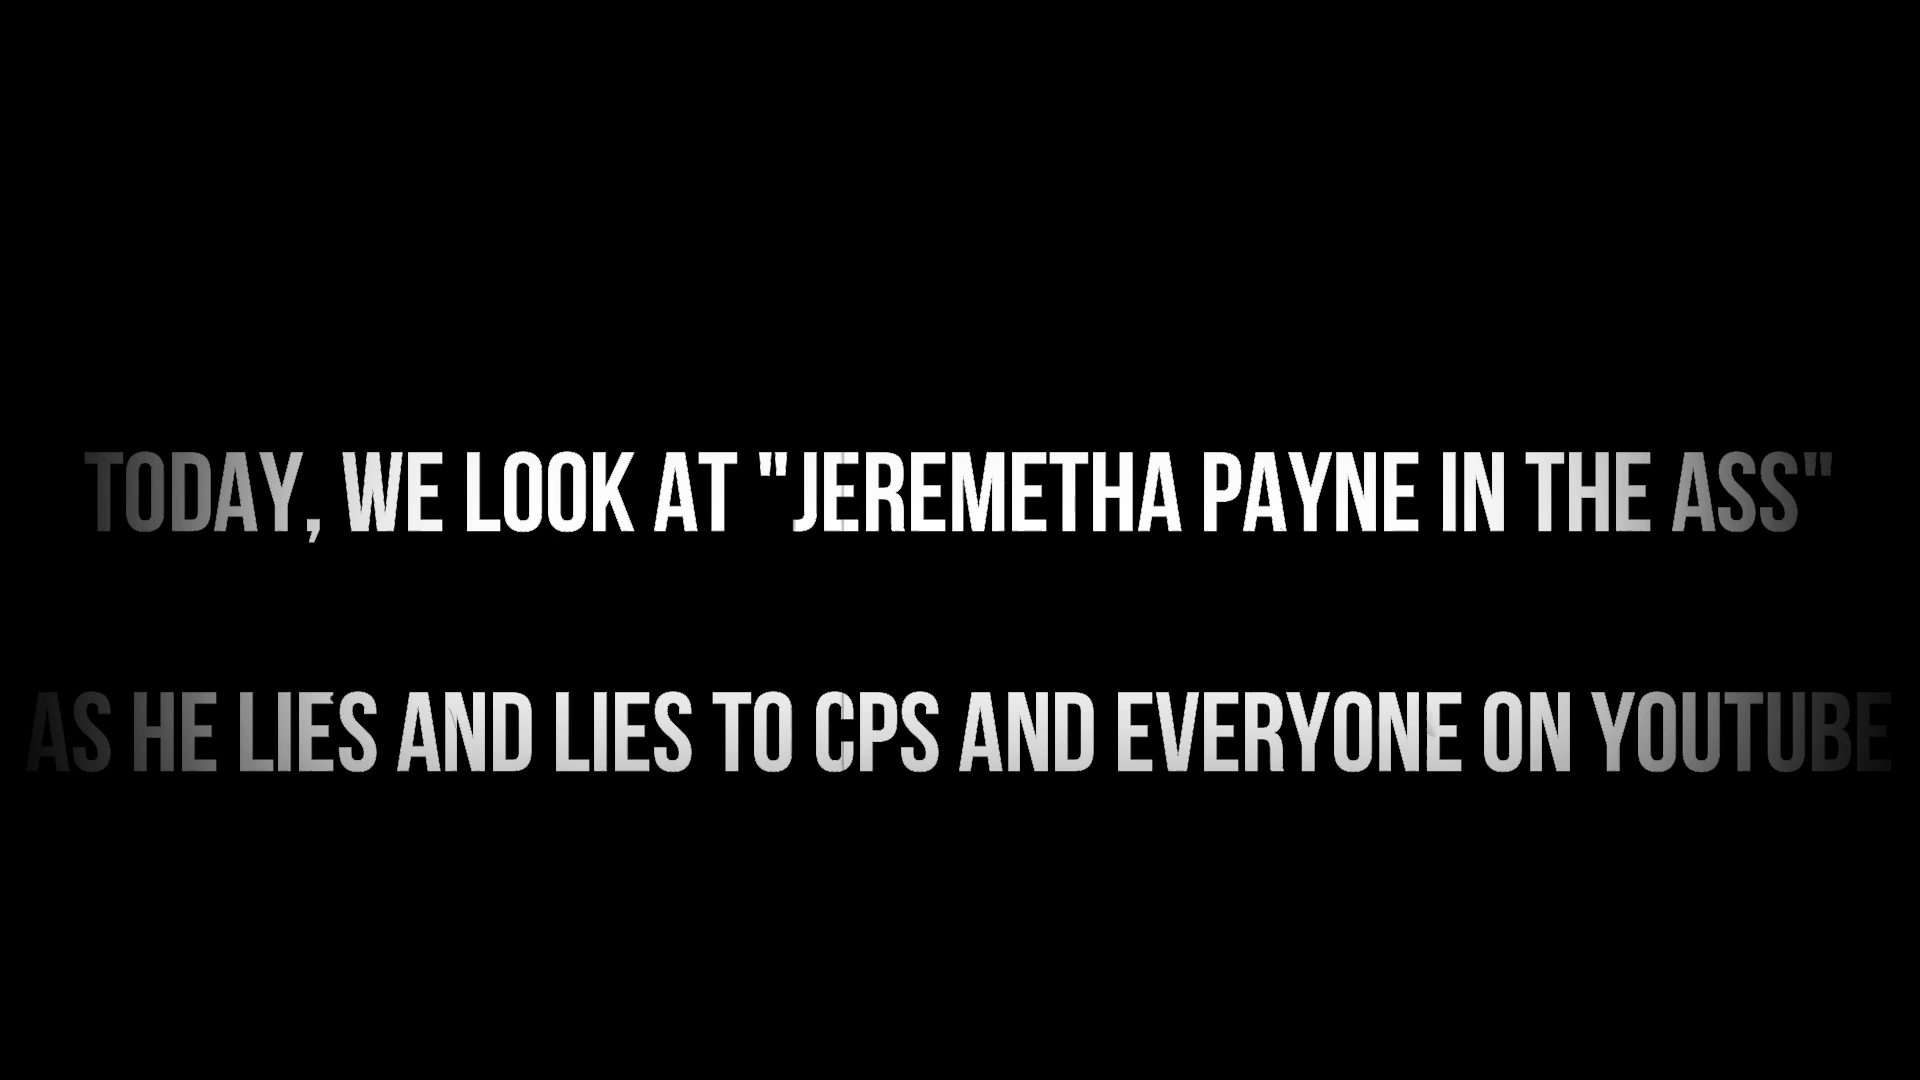 TODAY, WE LOOK AT "JEREMETHA PAYNE IN THE ASS"
AS HE LIES AND LIES TO CPS AND EVERYONE ON YOUTUBE